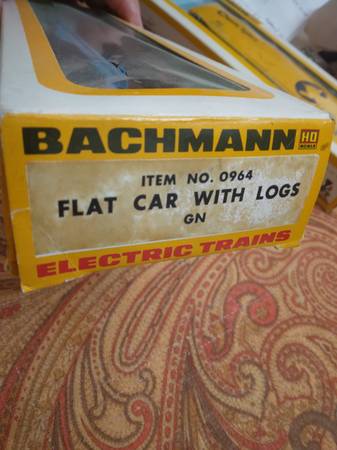 BACHMANN HO SCALE
ITEM NO. 0964
FLAT CAR WITH LOGS
GN
ELECTRIC TRAINS